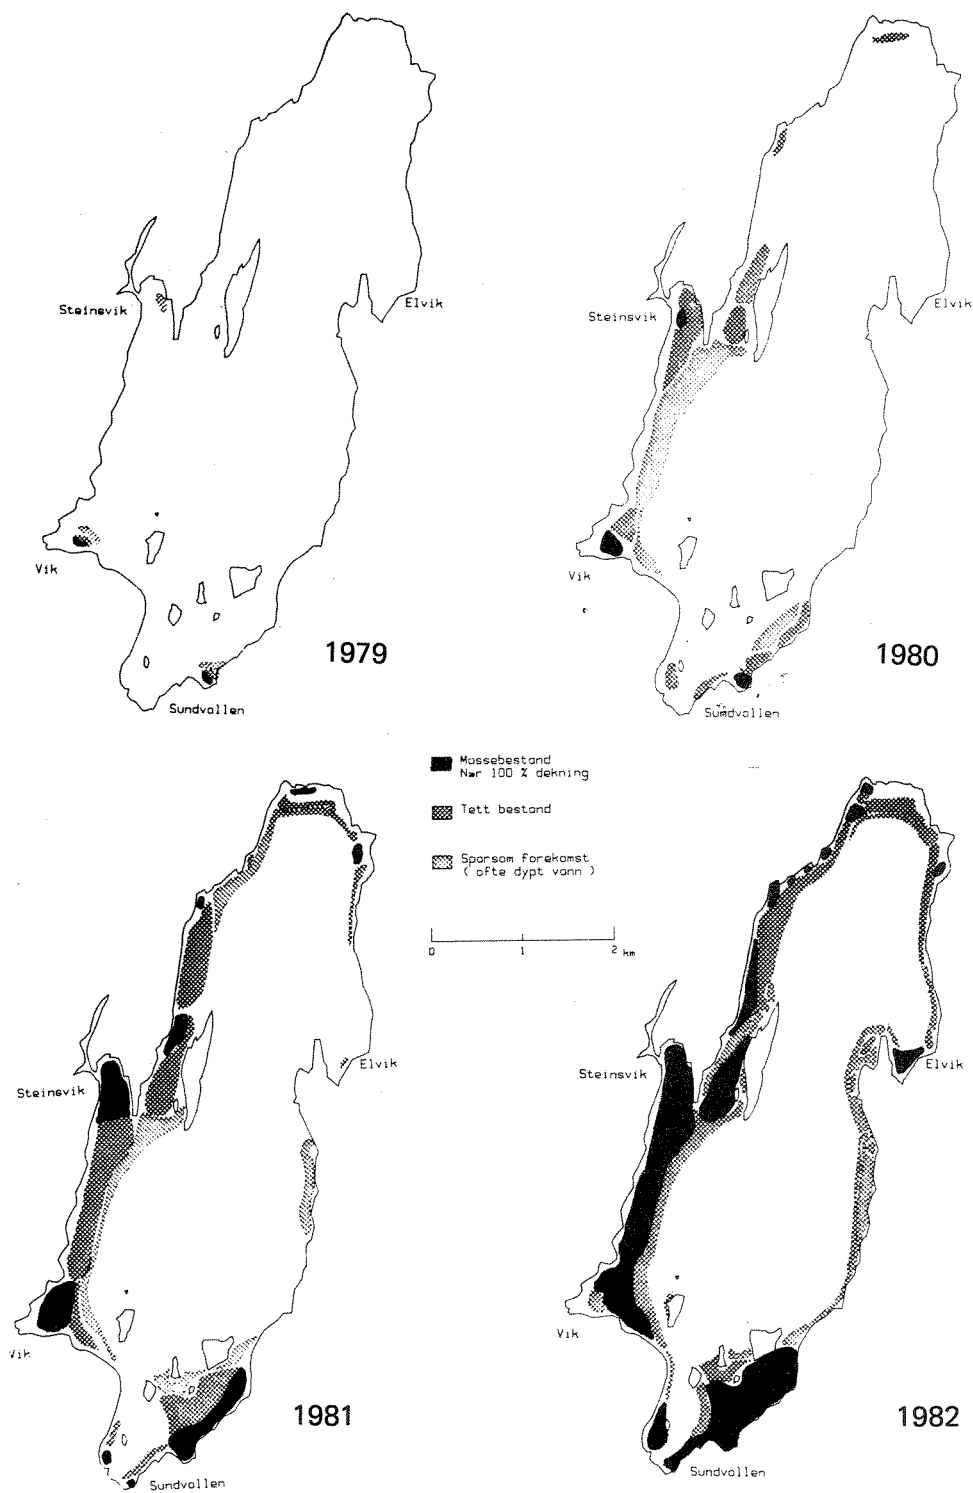 Steinsvik
Elvik
Vik
1979
Sundvollen
Steinsvik
Elvik
Vik
1980
Sundvollen
Massebestand
Nær 100 % dekning
Tett bestand
Sparsom forekomst
( ofte dypt vann )
0 1 2 km
Steinsvik
Elvik
Vik
1981
Sundvollen
Steinsvik
Elvik
Vik
1982
Sundvollen